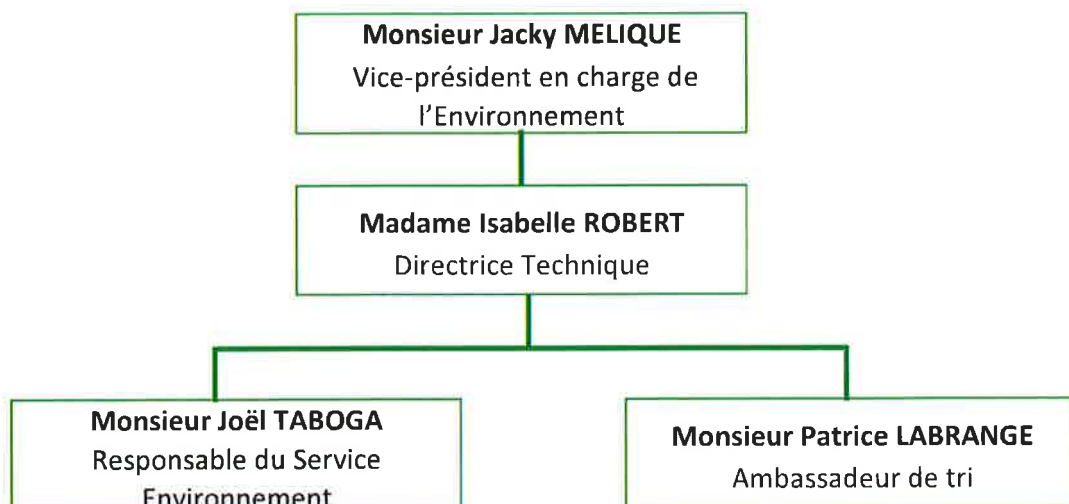 Monsieur Jacky MELIQUE
Vice-président en charge de
l'Environnement
Madame Isabelle ROBERT
Directrice Technique
Monsieur Joël TABOGA
Responsable du Service
Environnement
Monsieur Patrice LABRANGE
Ambassadeur de tri